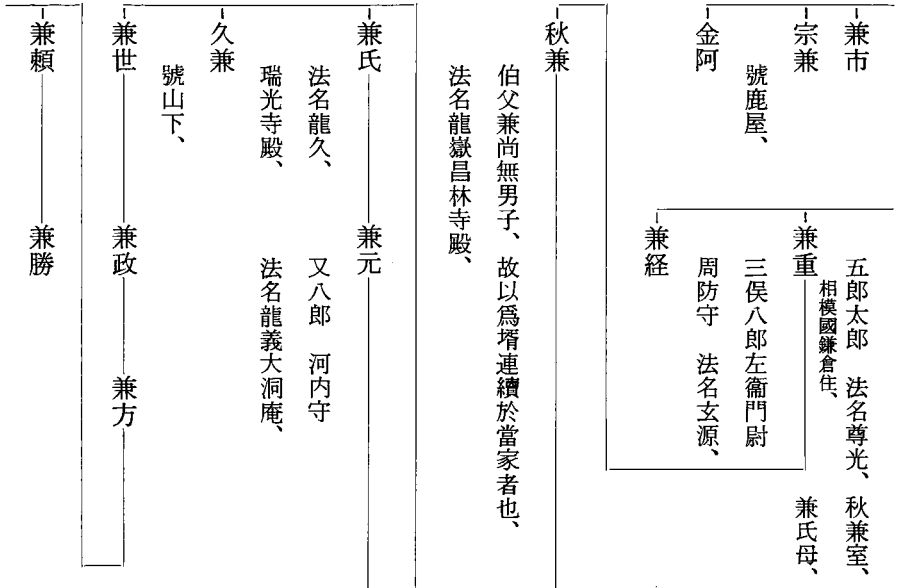 兼市
五郎太郎　法名尊光、秋兼室、
相模國鎌倉住、
宗兼
兼重
兼氏母、
號鹿屋、
三俣八郎左衞門尉
金阿
周防守　法名玄源、
兼経
秋兼
伯父兼尚無男子、故以爲壻連續於當家者也、
法名龍嶽昌林寺殿、
兼氏
兼元
法名龍久、
又八郎　河内守
瑞光寺殿、
法名龍義大洞庵、
久兼
號山下、
兼世
兼政
兼方
兼頼
兼勝